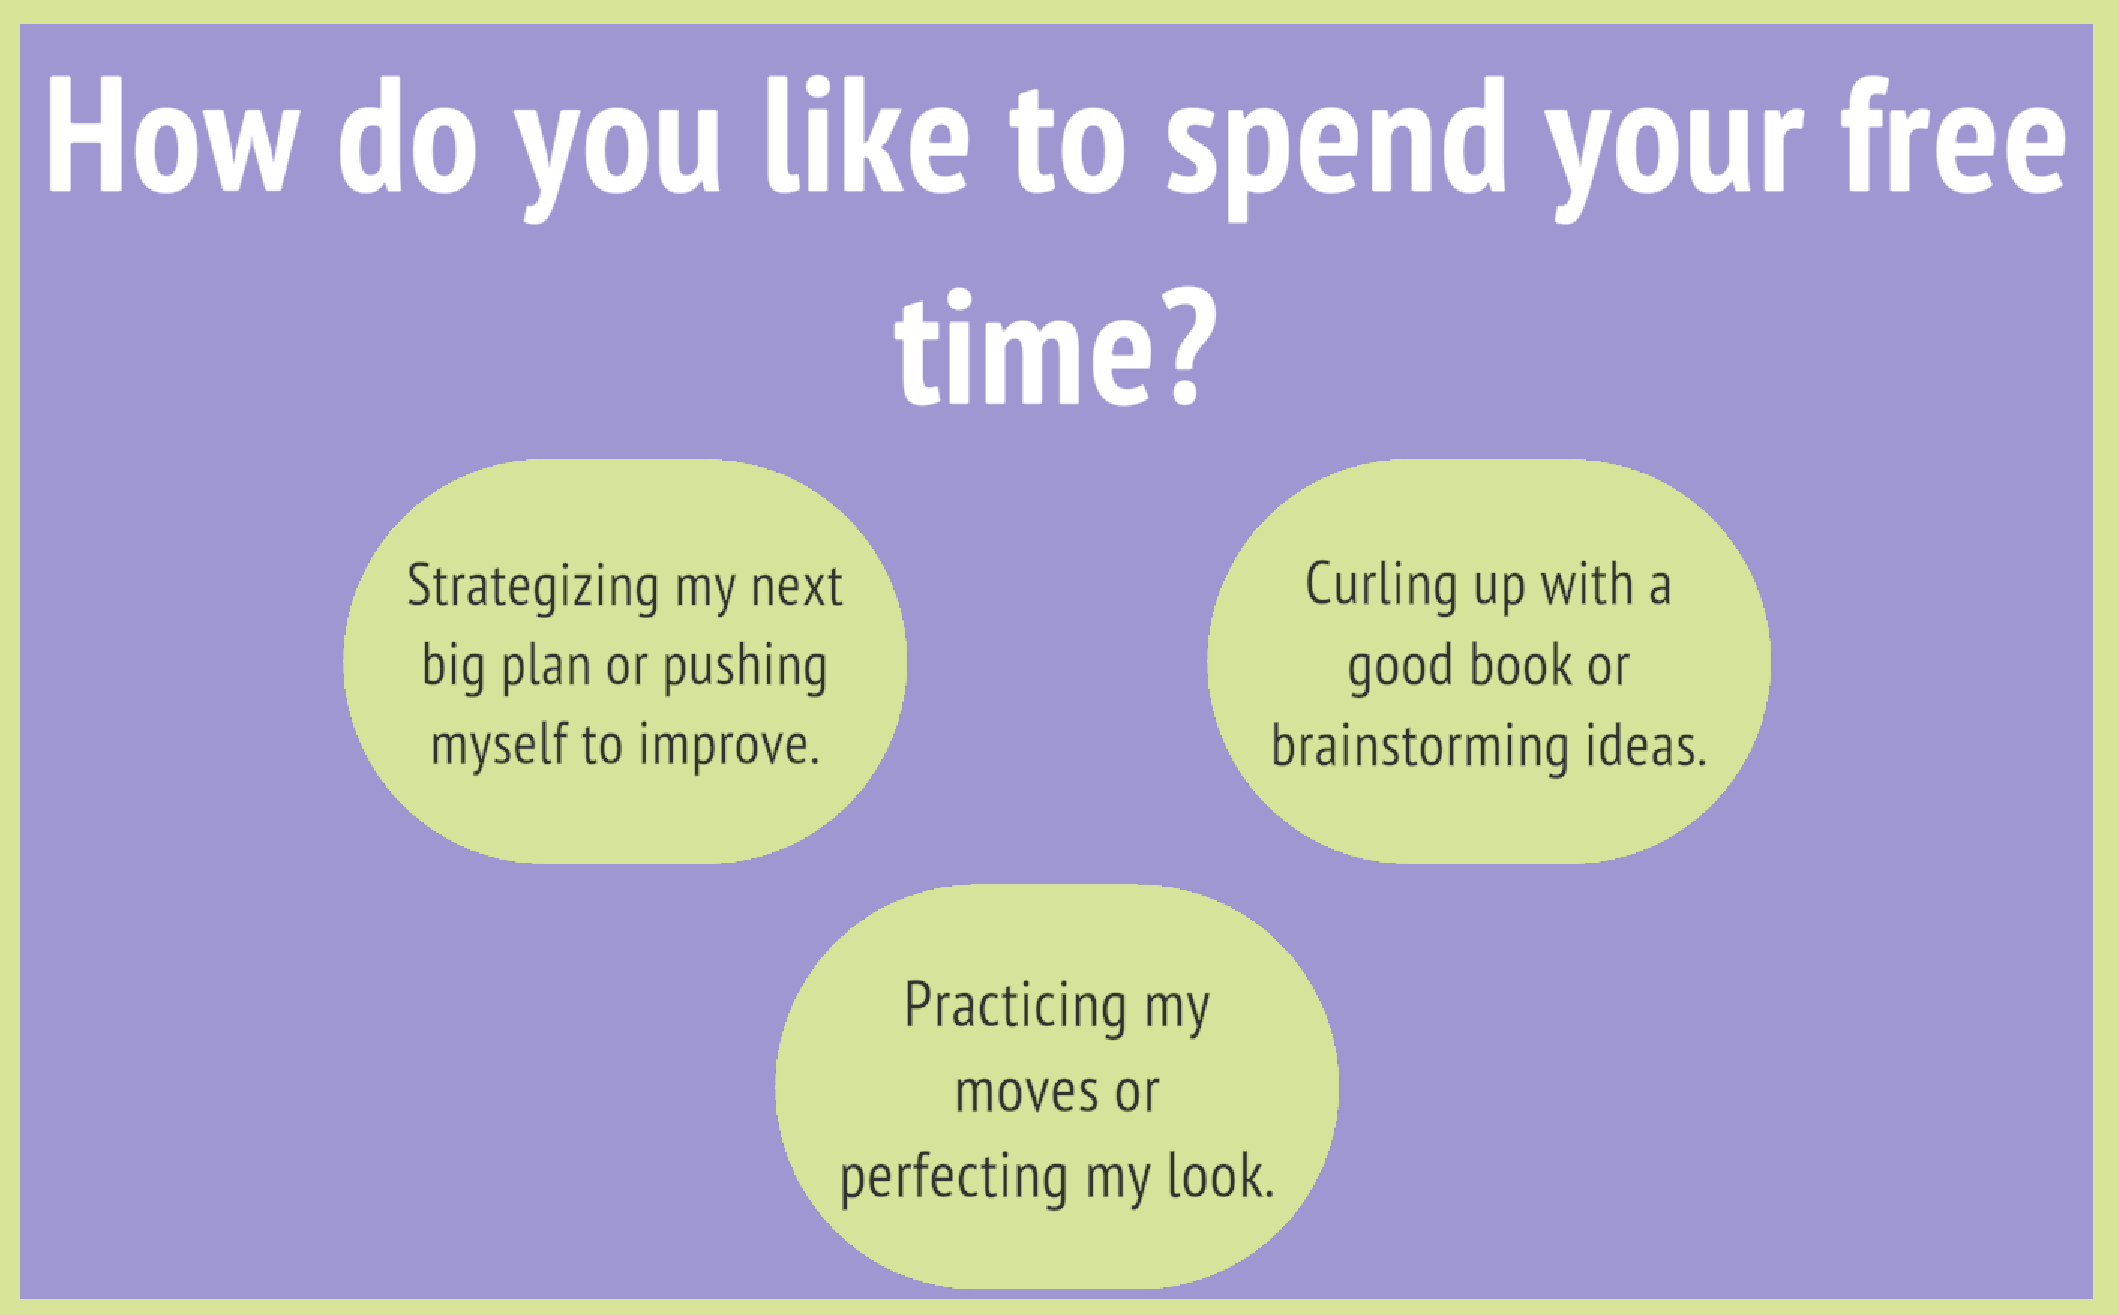 How do you like to spend your free
time?
Strategizing my next
big plan or pushing
myself to improve.
Curling up with a
good book or
brainstorming ideas.
Practicing my
moves or
perfecting my look.